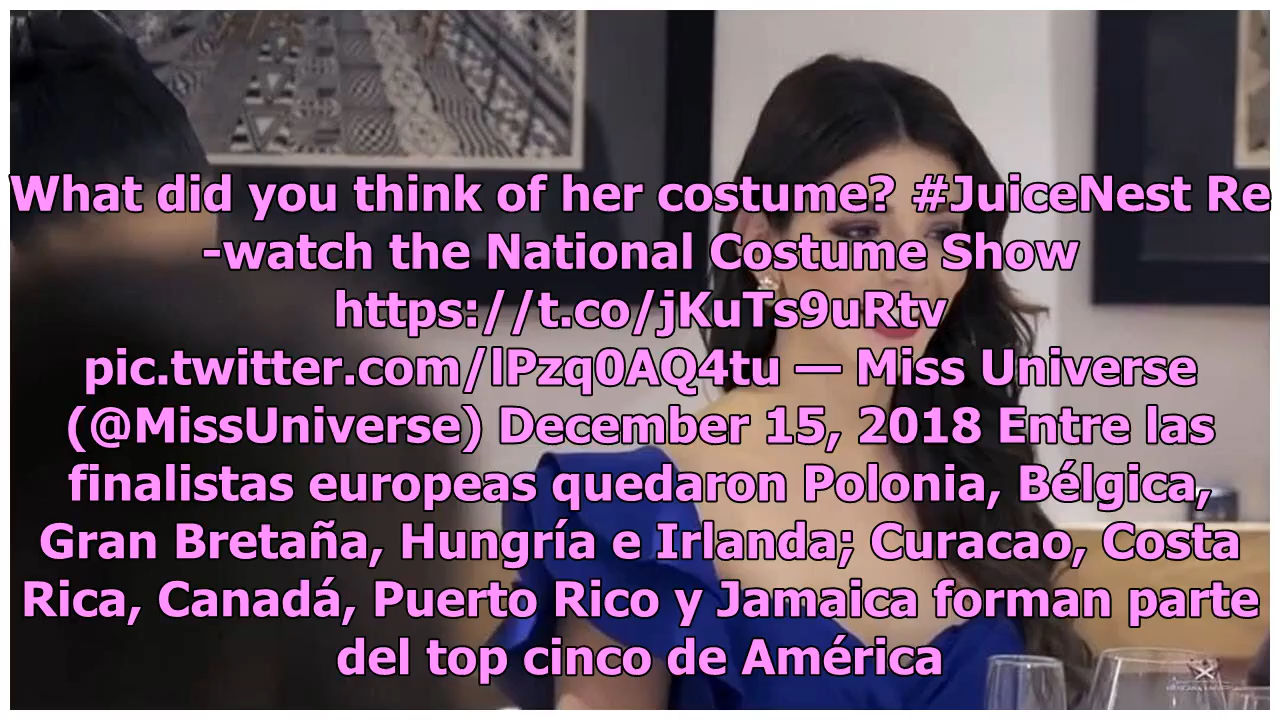 What did you think of her costume? #JuiceNest Re
-watch the National Costume Show
https://t.co/jKuTs9uRtv
pic.twitter.com/lPzq0AQ4tu — Miss Universe
(@MissUniverse) December 15, 2018 Entre las
finalistas europeas quedaron Polonia, Bélgica,
Gran Bretaña, Hungría e Irlanda; Curacao, Costa
Rica, Canadá, Puerto Rico y Jamaica forman parte
del top cinco de América